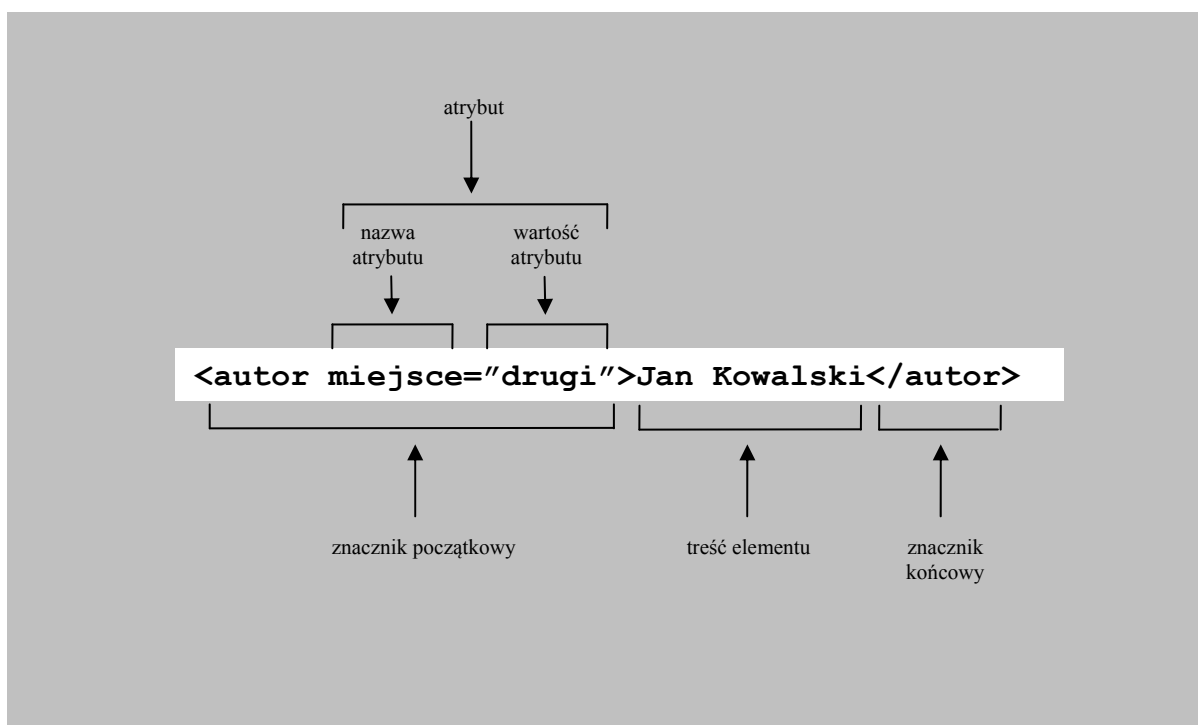 atrybut
nazwa
atrybutu
wartość
atrybutu
<autor miejsce=”drugi”>Jan Kowalski</autor>
znacznik początkowy
treść elementu
znacznik
końcowy